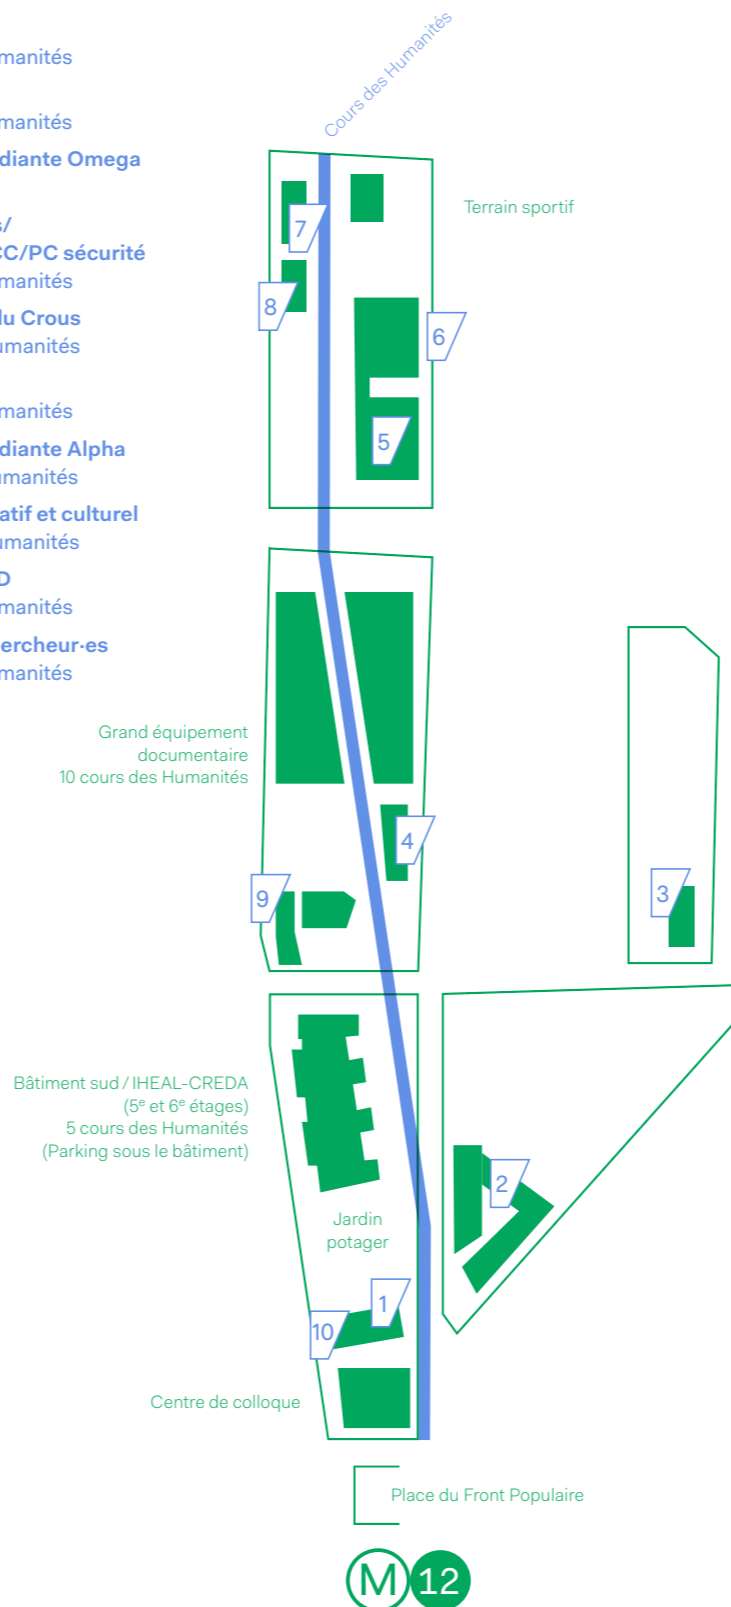 manités
manités
diante Omega
s/
CC/PC sécurité
manités
du Crous
umanités
manités
diante Alpha
umanités
atif et culturel
umanités
D
manités
ercheur·es
manités
Cours des Humanités
Terrain sportif
7
8
6
5
Grand équipement
documentaire
10 cours des Humanités
4
9
3
Bâtiment sud / IHEAL-CREDA
(5e et 6e étages)
5 cours des Humanités
(Parking sous le bâtiment)
2
Jardin
potager
1
10
Centre de colloque
Place du Front Populaire
M 12